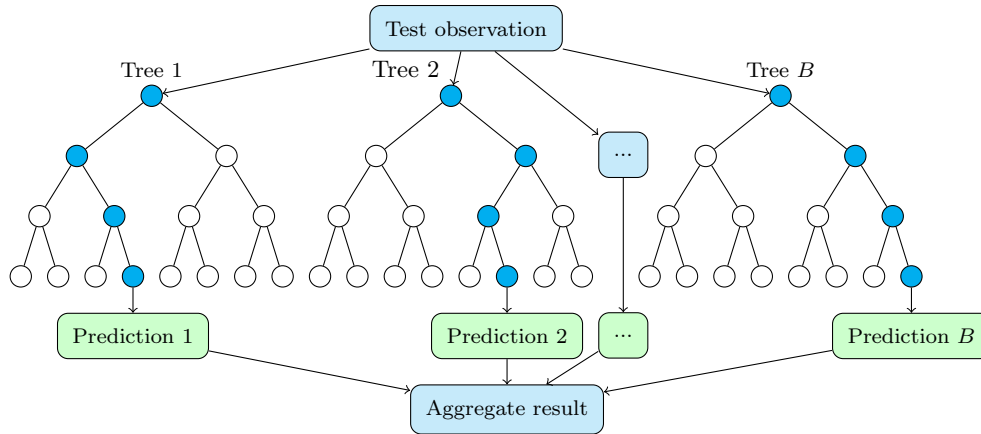 Test observation
Tree 1
Tree 2
Tree B
...
Prediction 1
Prediction 2
...
Prediction B
Aggregate result